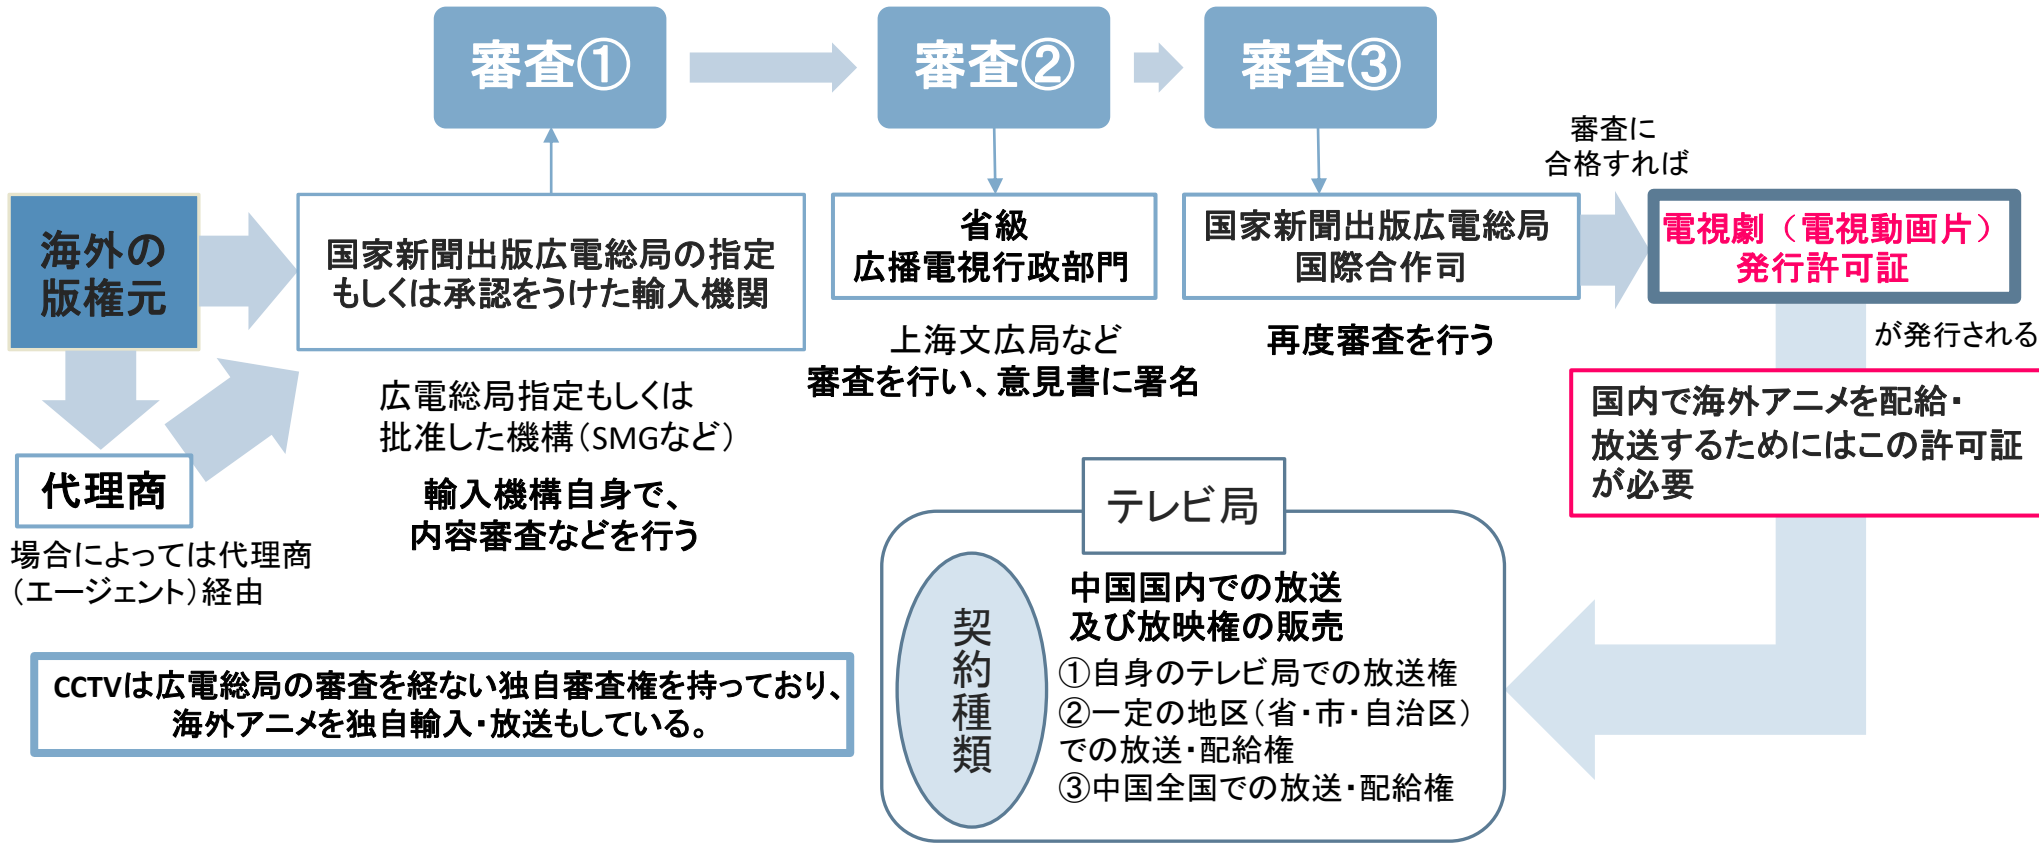 審査①
審査②
審査③
審査に
合格すれば
海外の
版権元
国家新聞出版広電総局の指定
もしくは承認をうけた輸入機関
省級
広播電視行政部門
国家新聞出版広電総局
国際合作司
電視劇（電視動画片）
発行許可証
が発行される
上海文広局など
審査を行い、意見書に署名
再度審査を行う
広電総局指定もしくは
批准した機構（SMGなど）
輸入機構自身で、
内容審査などを行う
国内で海外アニメを配給・
放送するためにはこの許可証
が必要
代理商
場合によっては代理商
（エージェント）経由
テレビ局
契約種類
中国国内での放送
及び放映権の販売
①自身のテレビ局での放送権
②一定の地区（省・市・自治区）
での放送・配給権
③中国全国での放送・配給権
CCTVは広電総局の審査を経ない独自審査権を持っており、
海外アニメを独自輸入・放送もしている。